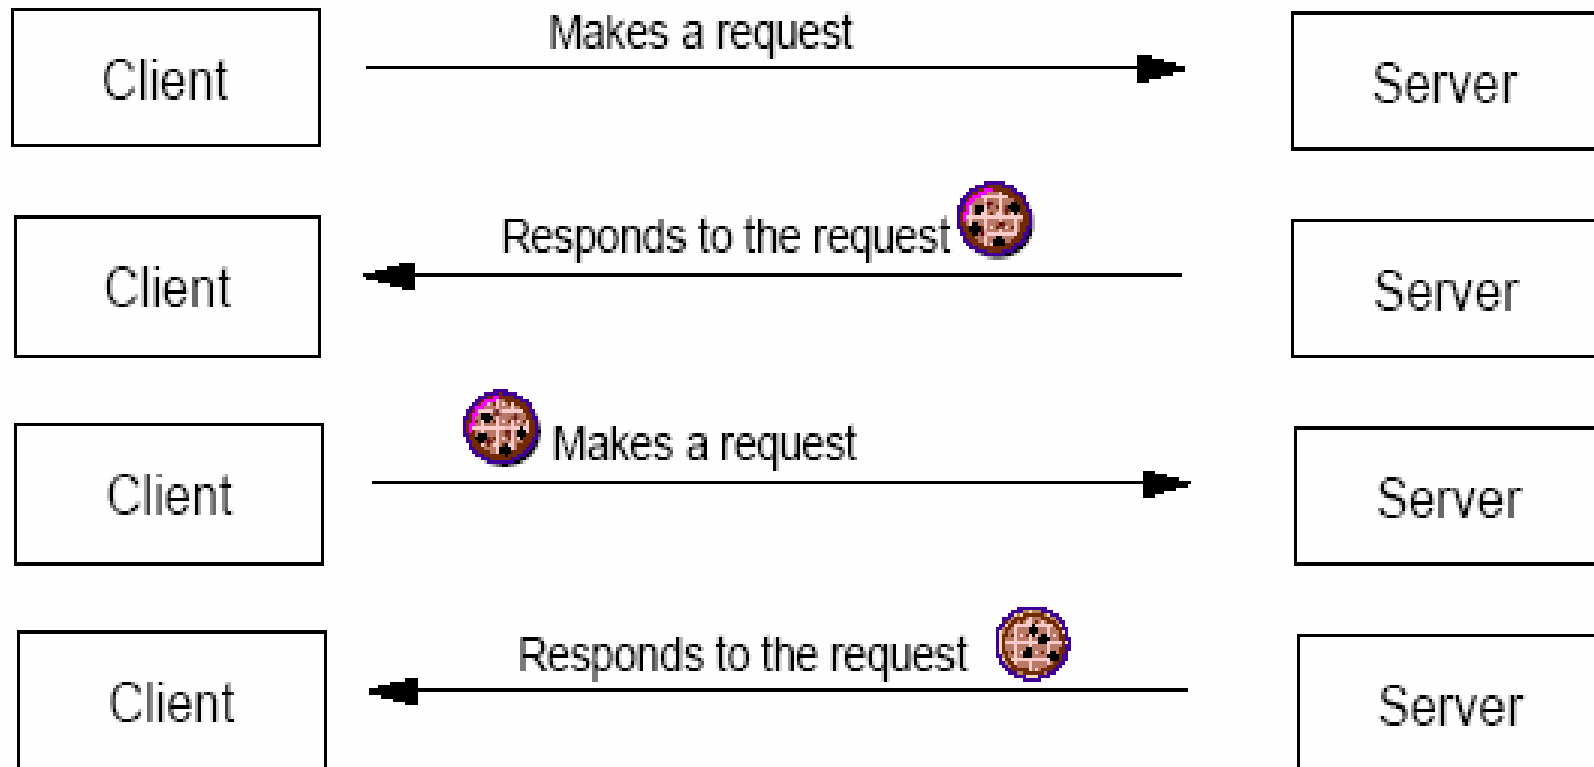 Makes a request
Client
Server
Responds to the request
Client
Server
Makes a request
Client
Server
Responds to the request
Client
Server